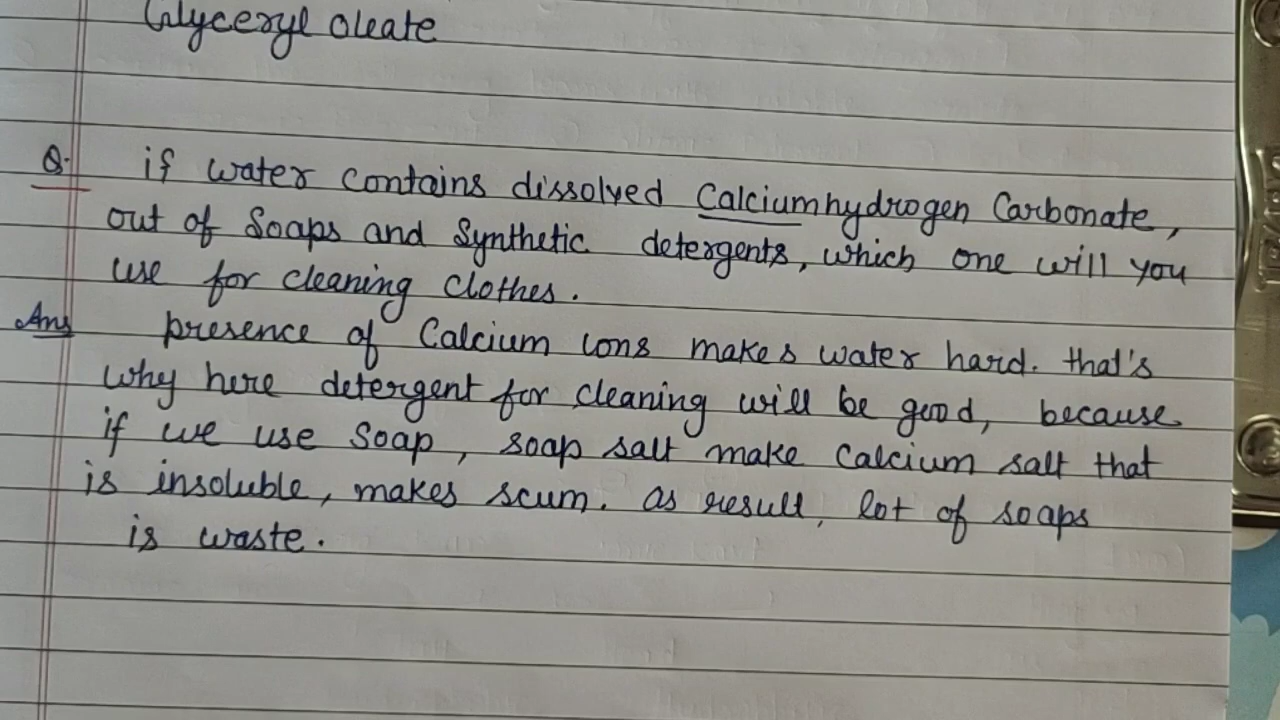 Glyceryl oleate
Q. if water contains dissolved Calciumhydrogen Carbonate,
out of Soaps and Synthetic detergents, which one will you
use for cleaning clothes.
Ans presence of Calcium ions makes water hard. that's
why here detergent for cleaning will be good, because
if we use soap, soap salt make Calcium salt that
is insoluble, makes scum. as result, lot of soaps
is waste.